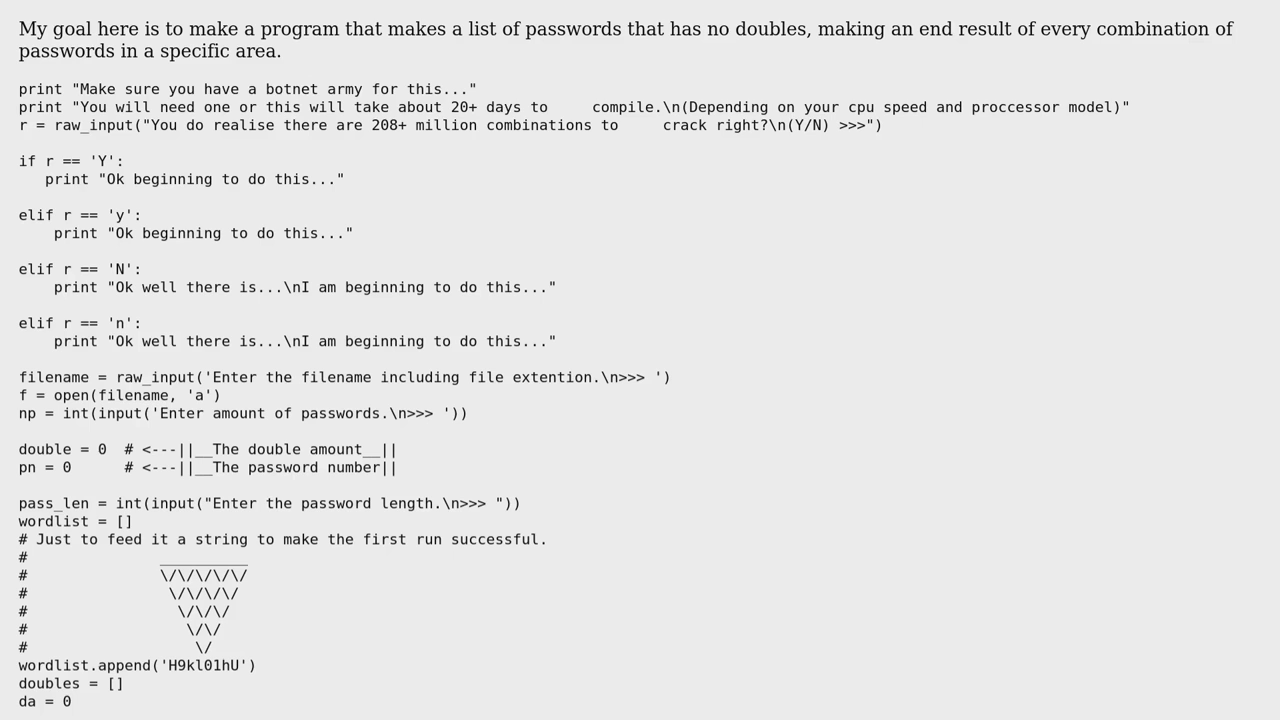 My goal here is to make a program that makes a list of passwords that has no doubles, making an end result of every combination of
passwords in a specific area.
print "Make sure you have a botnet army for this..."
print "You will need one or this will take about 20+ days to     compile.\n(Depending on your cpu speed and proccessor model)"
r = raw_input("You do realise there are 208+ million combinations to     crack right?\n(Y/N) >>>")

if r == 'Y':
   print "Ok beginning to do this..."

elif r == 'y':
    print "Ok beginning to do this..."

elif r == 'N':
    print "Ok well there is...\nI am beginning to do this..."

elif r == 'n':
    print "Ok well there is...\nI am beginning to do this..."

filename = raw_input('Enter the filename including file extention.\n>>> ')
f = open(filename, 'a')
np = int(input('Enter amount of passwords.\n>>> '))

double = 0  # <---||__The double amount__||
pn = 0      # <---||__The password number||

pass_len = int(input("Enter the password length.\n>>> "))
wordlist = []
# Just to feed it a string to make the first run successful.
#               __________
#               \/\/\/\/\/
#                \/\/\/\/
#                 \/\/\/
#                  \/\/
#                   \/
wordlist.append('H9kl01hU')
doubles = []
da = 0